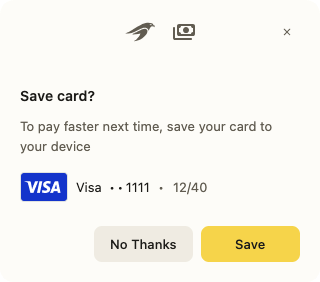 Save card?
To pay faster next time, save your card to
your device
VISA Visa ••1111 • 12/40
No Thanks Save